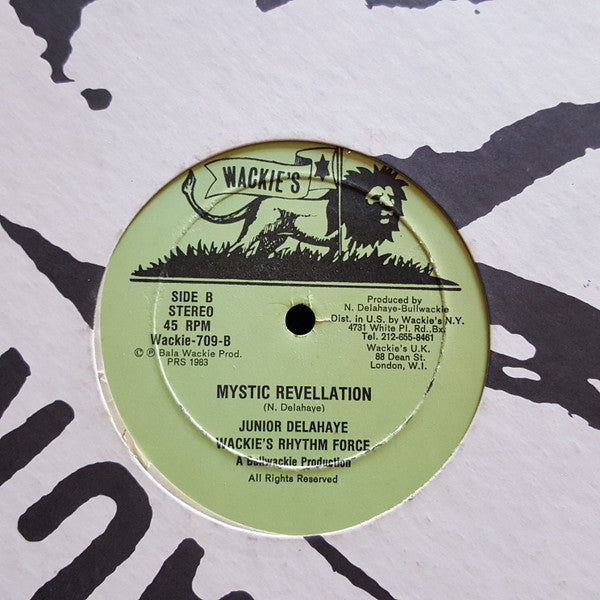 WACKIE'S
SIDE B
STEREO
45 RPM
Wackie-709-B
© ℗ Bala Wackie Prod.
PRS 1983
Produced by
N. Delahaye-Bullwackie
Dist. in U.S. by Wackie's N.Y.
4731 White Pl. Rd.,Bx.
Tel. 212-655-8461
Wackie's U.K.
88 Dean St.
London, W.I.
MYSTIC REVELLATION
(N. Delahaye)
JUNIOR DELAHAYE
WACKIE'S RHYTHM FORCE
A Bullwackie Production
All Rights Reserved